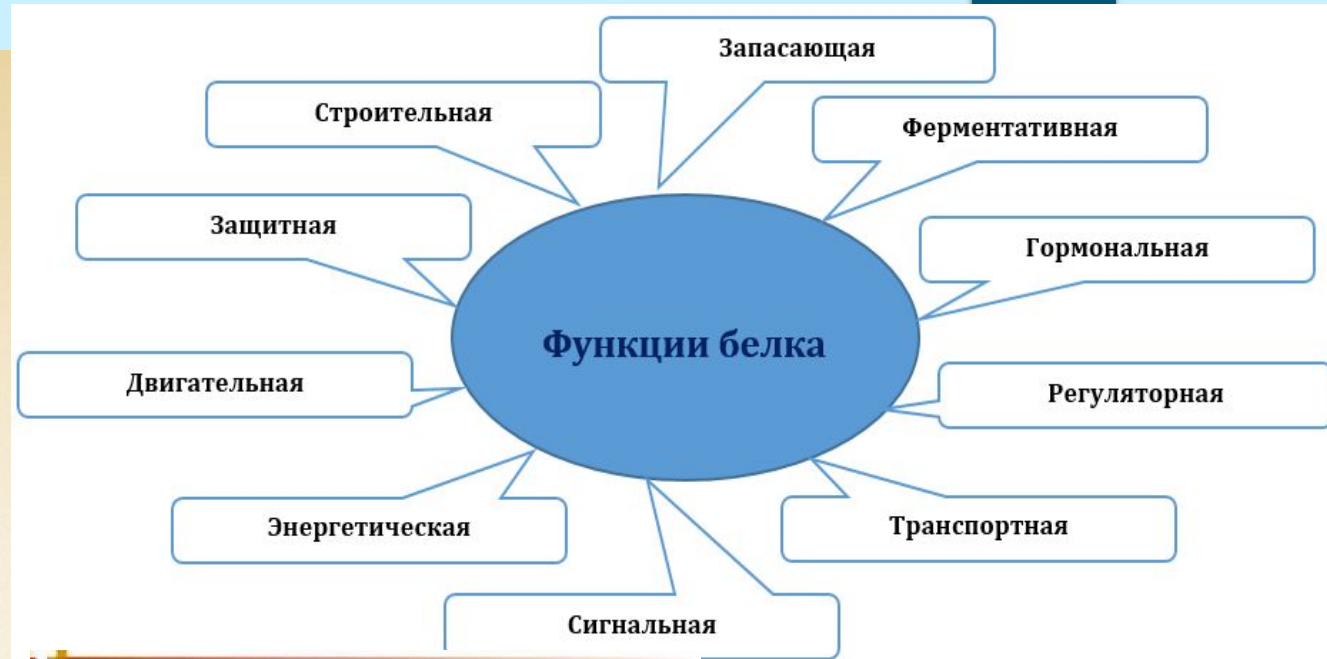 Запасающая
Строительная
Ферментативная
Защитная
Гормональная
Функции белка
Двигательная
Регуляторная
Энергетическая
Транспортная
Сигнальная